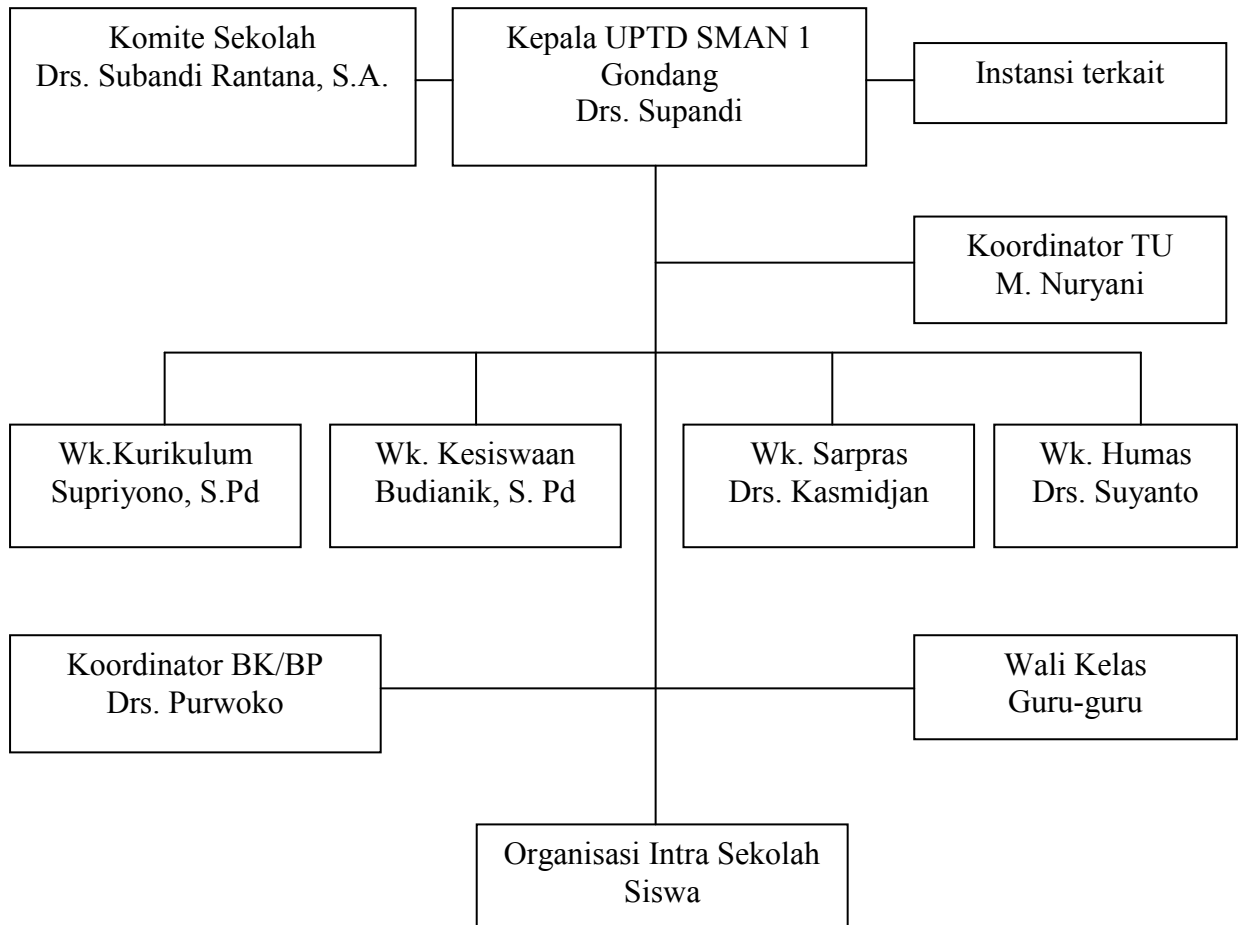 Komite Sekolah
Drs. Subandi Rantana, S.A.
Kepala UPTD SMAN 1
Gondang
Drs. Supandi
Instansi terkait
Koordinator TU
M. Nuryani
Wk.Kurikulum
Supriyono, S.Pd
Wk. Kesiswaan
Budianik, S. Pd
Wk. Sarpras
Drs. Kasmidjan
Wk. Humas
Drs. Suyanto
Koordinator BK/BP
Drs. Purwoko
Wali Kelas
Guru-guru
Organisasi Intra Sekolah
Siswa